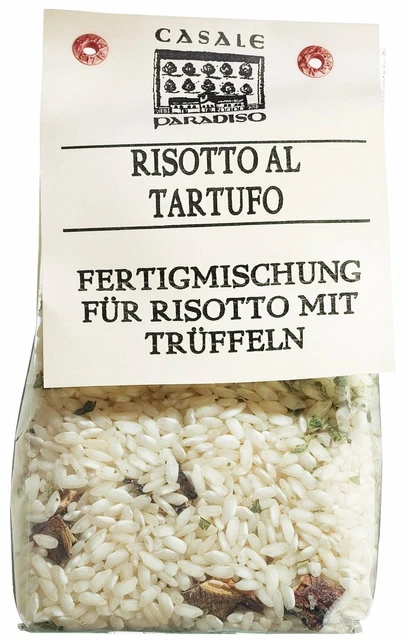 CASALE
PARADISO
RISOTTO AL
TARTUFO
FERTIGMISCHUNG
FÜR RISOTTO MIT
TRÜFFELN